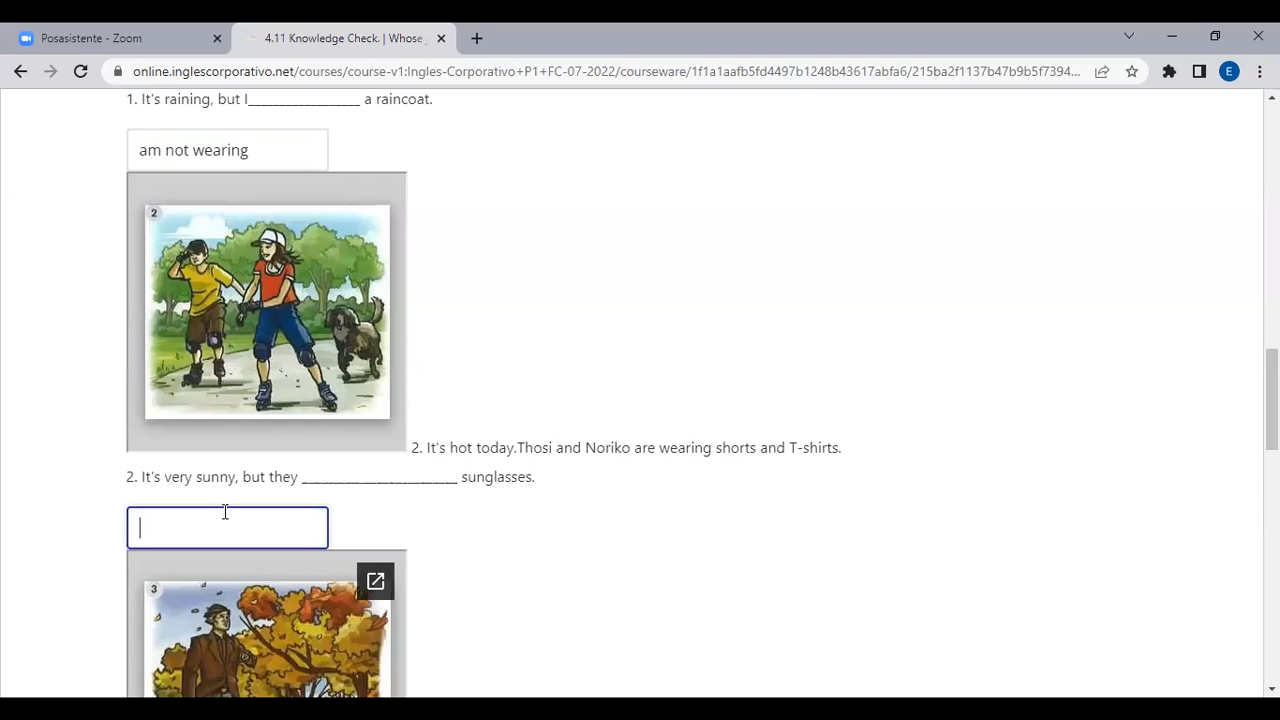 Posasistente - Zoom
4.11 Knowledge Check. | Whose
online.inglescorporativo.net/courses/course-v1:Ingles-Corporativo+P1+FC-07-2022/courseware/1f1a1aafb5fd4497b1248b43617abfa6/215ba2f1137b47b9b5f7394...
E
1. It's raining, but I__________________ a raincoat.
am not wearing
2
2. It's hot today.Thosi and Noriko are wearing shorts and T-shirts.
2. It's very sunny, but they _________________________ sunglasses.
3